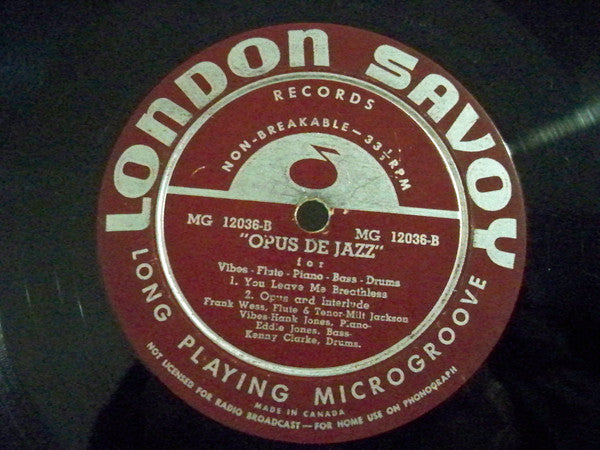 LONDON SAVOY
RECORDS
NON-BREAKABLE-33⅓ RPM
MG 12036-B MG 12036-B
"OPUS DE JAZZ"
for
Vibes-Flute-Piano-Bass-Drums
1. You Leave Me Breathless
2. Opus and Interlude
Frank Wess, Flute & Tenor-Milt Jackson
Vibes-Hank Jones, Piano-
Eddie Jones, Bass-
Kenny Clarke, Drums.
LONG PLAYING MICROGROOVE
MADE IN CANADA
NOT LICENSED FOR RADIO BROADCAST—FOR HOME USE ON PHONOGRAPH